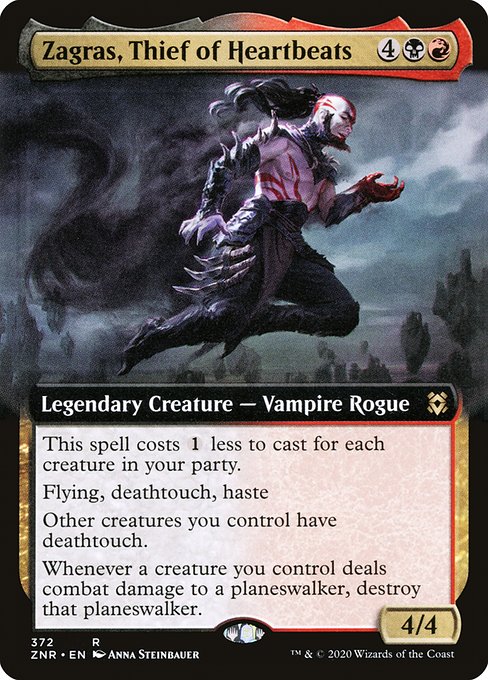 Zagras, Thief of Heartbeats 4
Legendary Creature — Vampire Rogue
This spell costs 1 less to cast for each
creature in your party.
Flying, deathtouch, haste
Other creatures you control have
deathtouch.
Whenever a creature you control deals
combat damage to a planeswalker, destroy
that planeswalker.
4/4
372 R
ZNR • EN Anna Steinbauer
™ & © 2020 Wizards of the Coast